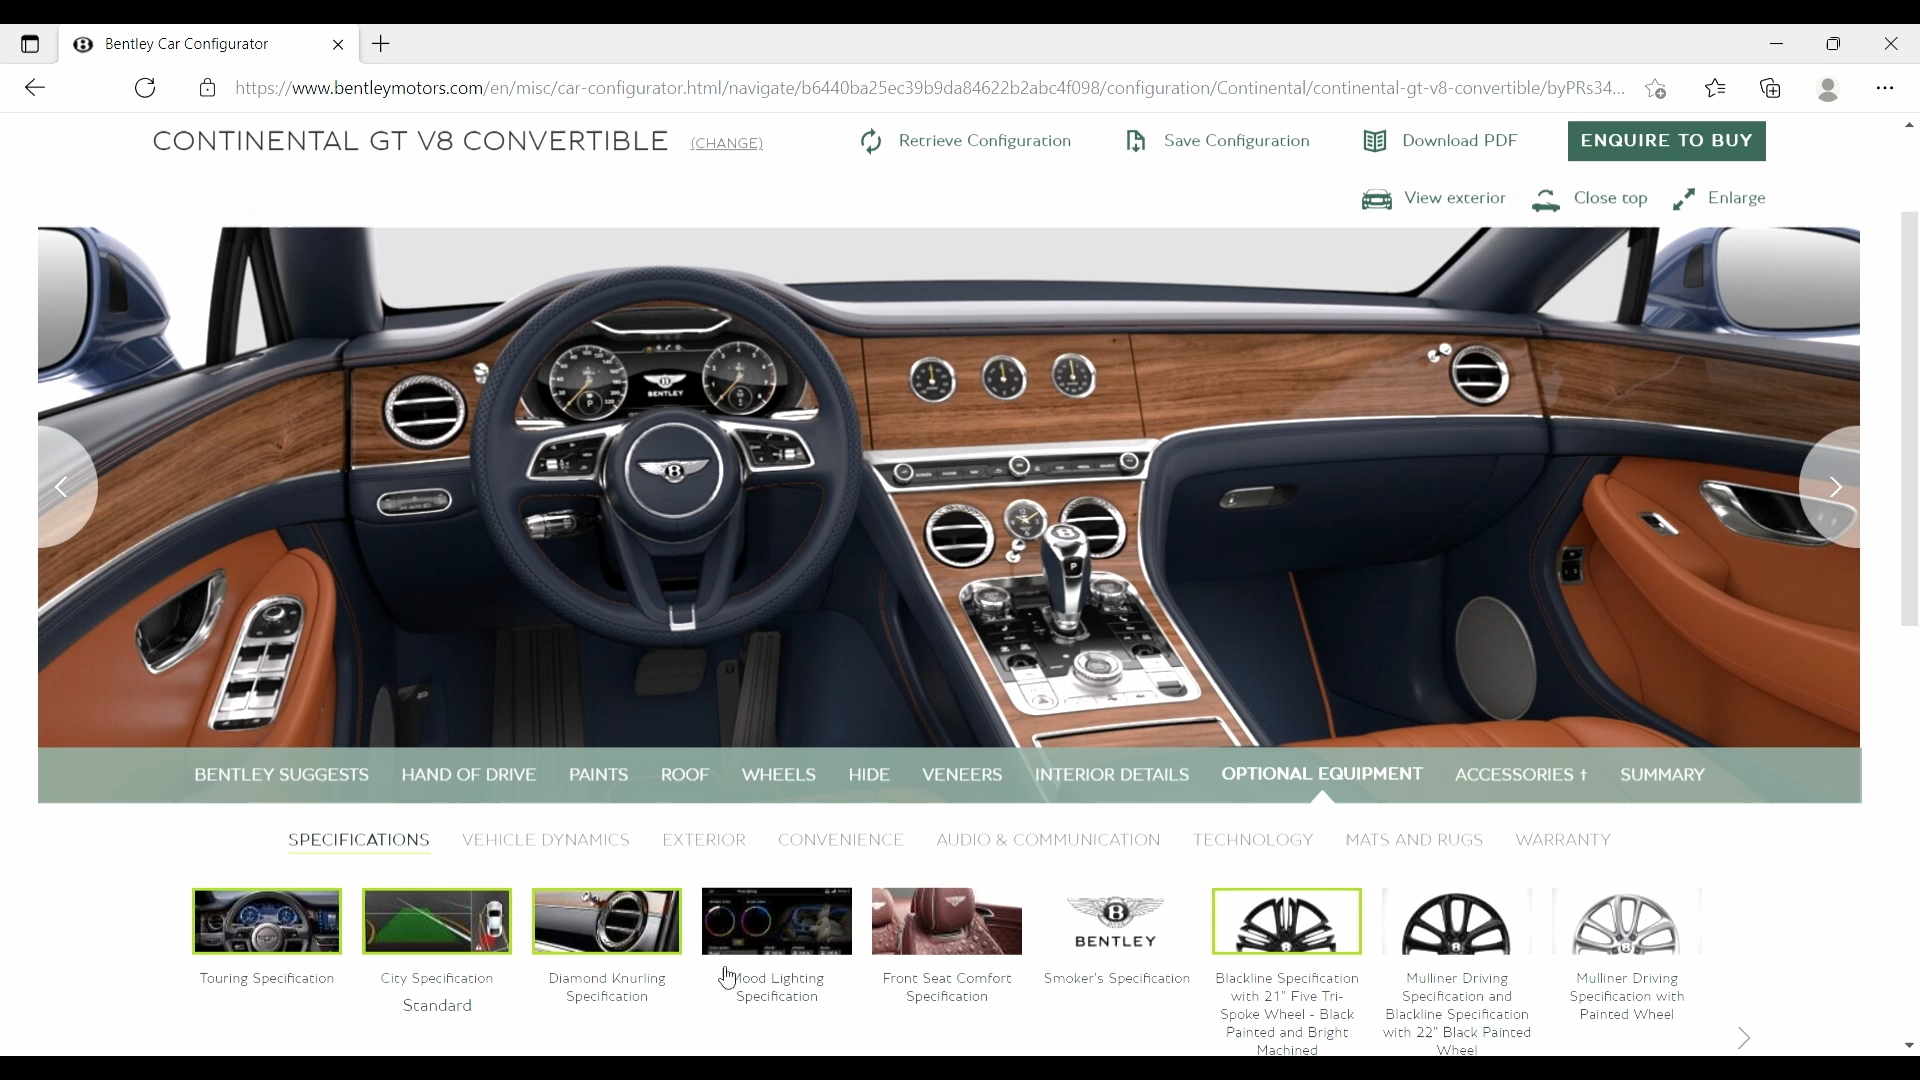 Bentley Car Configurator
https://www.bentleymotors.com/en/misc/car-configurator.html/navigate/b6440ba25ec39b9da84622b2abc4f098/configuration/Continental/continental-gt-v8-convertible/byPRs34...
CONTINENTAL GT V8 CONVERTIBLE (CHANGE) Retrieve Configuration Save Configuration Download PDF ENQUIRE TO BUY
View exterior Close top Enlarge
BENTLEY
P
BENTLEY SUGGESTS HAND OF DRIVE PAINTS ROOF WHEELS HIDE VENEERS INTERIOR DETAILS OPTIONAL EQUIPMENT ACCESSORIES † SUMMARY
SPECIFICATIONS VEHICLE DYNAMICS EXTERIOR CONVENIENCE AUDIO & COMMUNICATION TECHNOLOGY MATS AND RUGS WARRANTY
BENTLEY
Touring Specification
City Specification
Standard
Diamond Knurling
Specification
Mood Lighting
Specification
Front Seat Comfort
Specification
Smoker's Specification
Blackline Specification
with 21" Five Tri-
Spoke Wheel - Black
Painted and Bright
Machined
Mulliner Driving
Specification and
Blackline Specification
with 22" Black Painted
Wheel
Mulliner Driving
Specification with
Painted Wheel